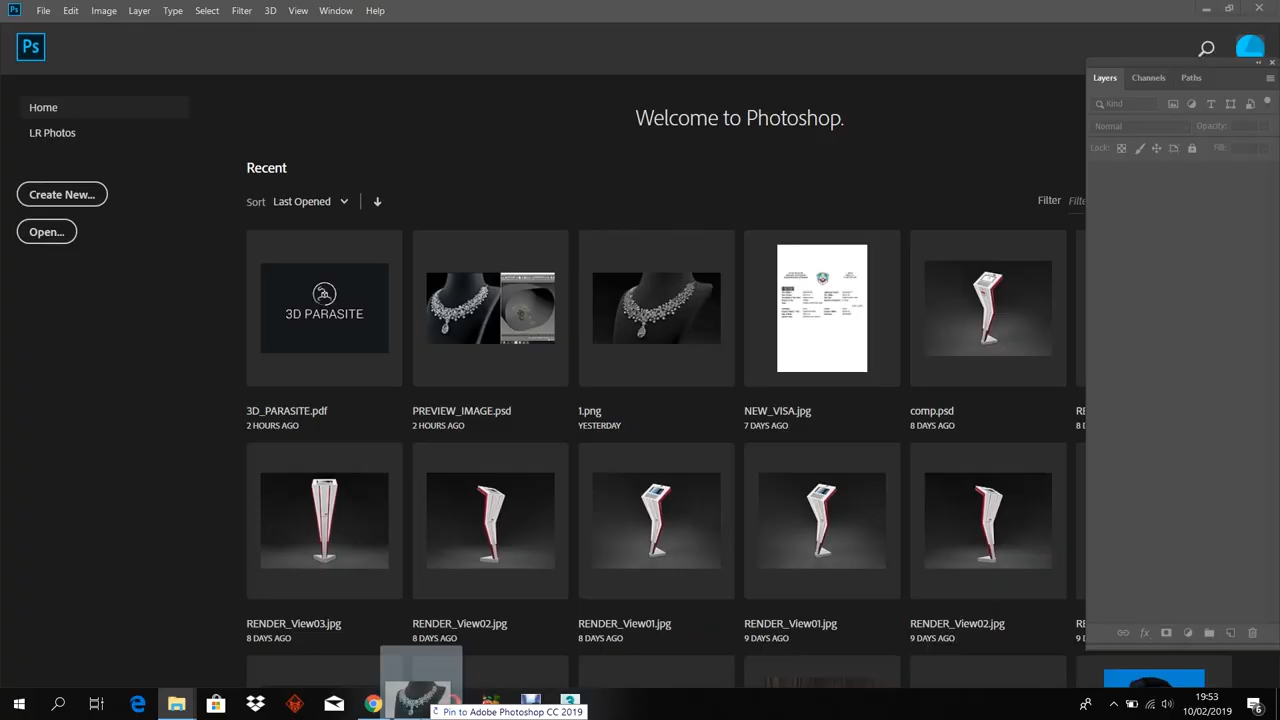 Ps File Edit Image Layer Type Select Filter 3D View Window Help
Ps
Layers Channels Paths
Home
LR Photos
Welcome to Photoshop.
Kind
Normal Opacity:
Lock: Fill:
Recent
Create New...
Sort Last Opened
Filter
Open...
3D PARASITE
3D_PARASITE.pdf
2 HOURS AGO
PREVIEW_IMAGE.psd
2 HOURS AGO
1.png
YESTERDAY
NEW_VISA.jpg
7 DAYS AGO
comp.psd
8 DAYS AGO
RENDER_View03.jpg
8 DAYS AGO
RENDER_View02.jpg
8 DAYS AGO
RENDER_View01.jpg
8 DAYS AGO
RENDER_View01.jpg
9 DAYS AGO
RENDER_View02.jpg
9 DAYS AGO
fx
Pin to Adobe Photoshop CC 2019
19:53
10/02/2019
6